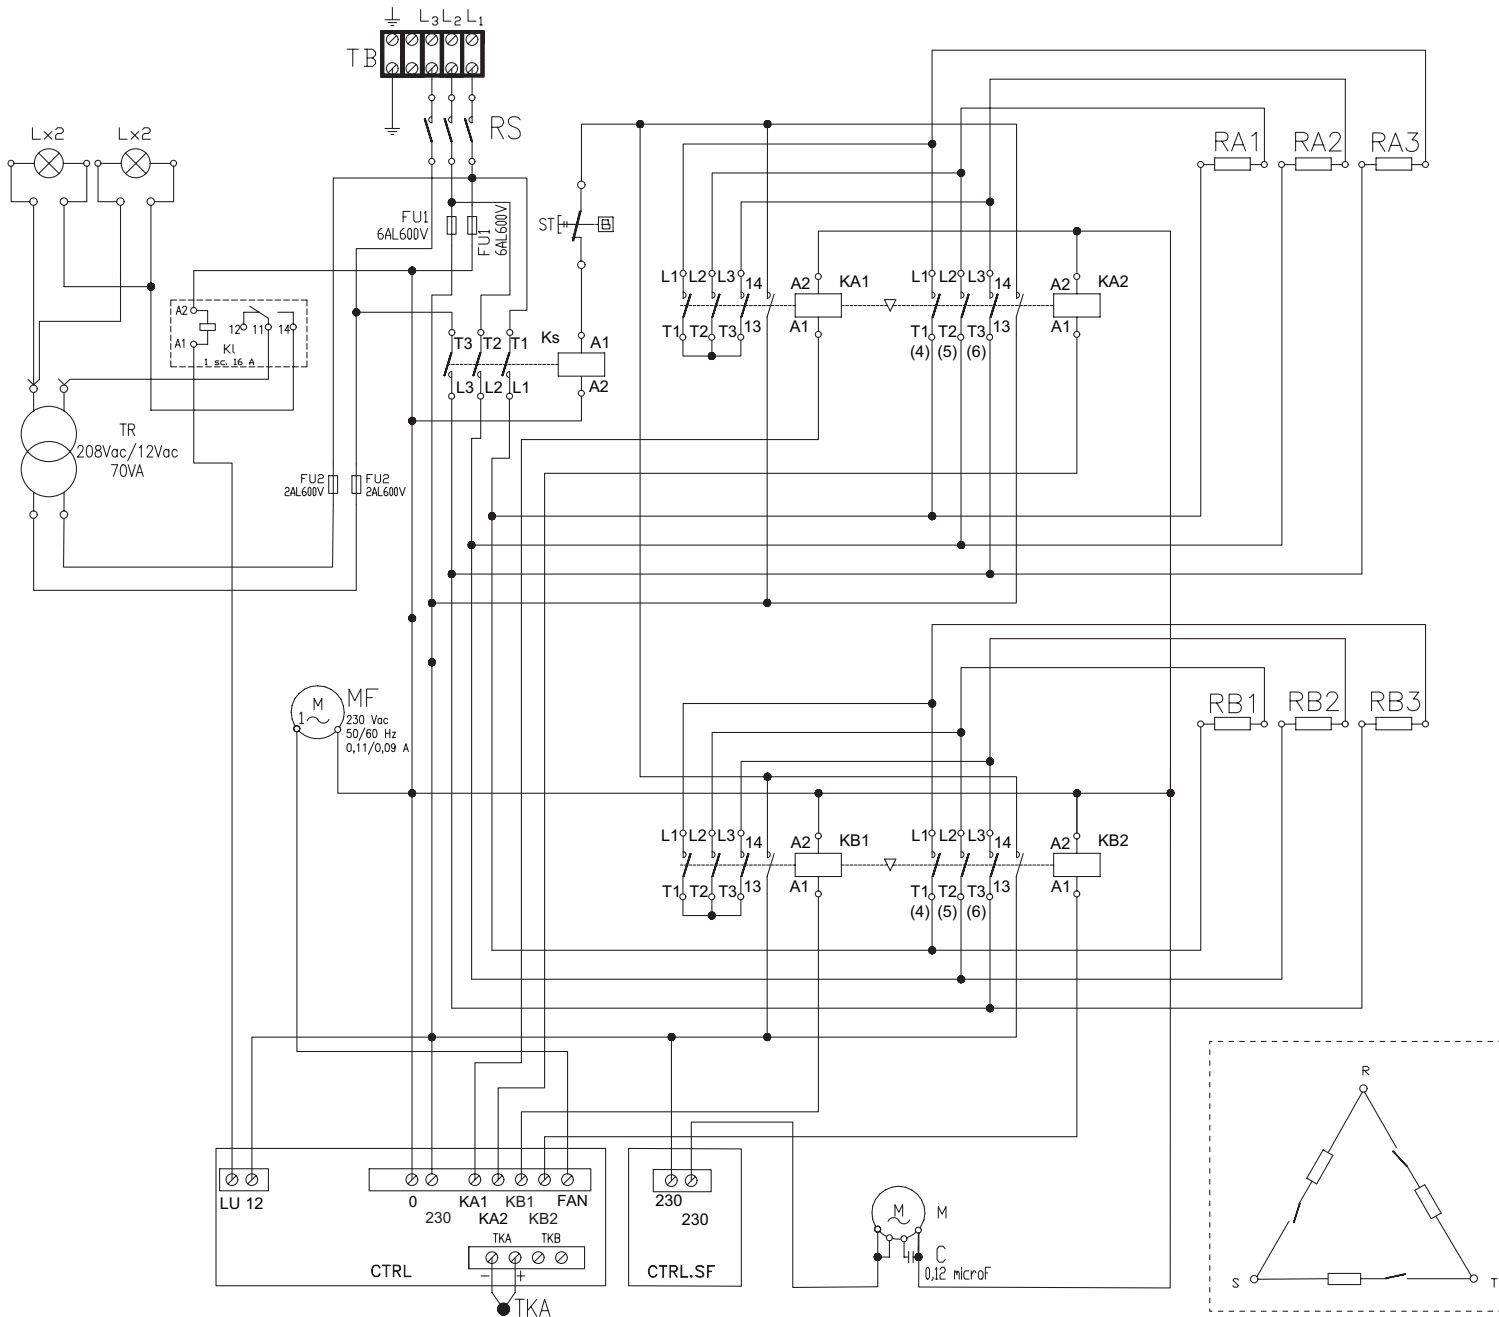 L3 L2 L1
TB
RS
Lx2 Lx2
RA1 RA2 RA3
FU1
6AL600V
FU1
6AL600V
ST
B
L1 L2 L3 14 A2 KA1 L1 L2 L3 14 A2 KA2
T1 T2 T3 13 A1 T1 T2 T3 13 A1
(4) (5) (6)
A2
A1
12 11 14
KL
1 sc. 16 A
T3 T2 T1 Ks A1
L3 L2 L1 A2
TR
208Vac/12Vac
70VA
FU2
2AL600V
FU2
2AL600V
M
1
MF
230 Vac
50/60 Hz
0,11/0,09 A
RB1 RB2 RB3
L1 L2 L3 14 A2 KB1 L1 L2 L3 14 A2 KB2
T1 T2 T3 13 A1 T1 T2 T3 13 A1
(4) (5) (6)
LU 12
0 KA1 KB1 FAN
230 KA2 KB2
TKA TKB
- +
CTRL
TKA
230
230
CTRL.SF
M
M
C
0,12 microF
R
S
T